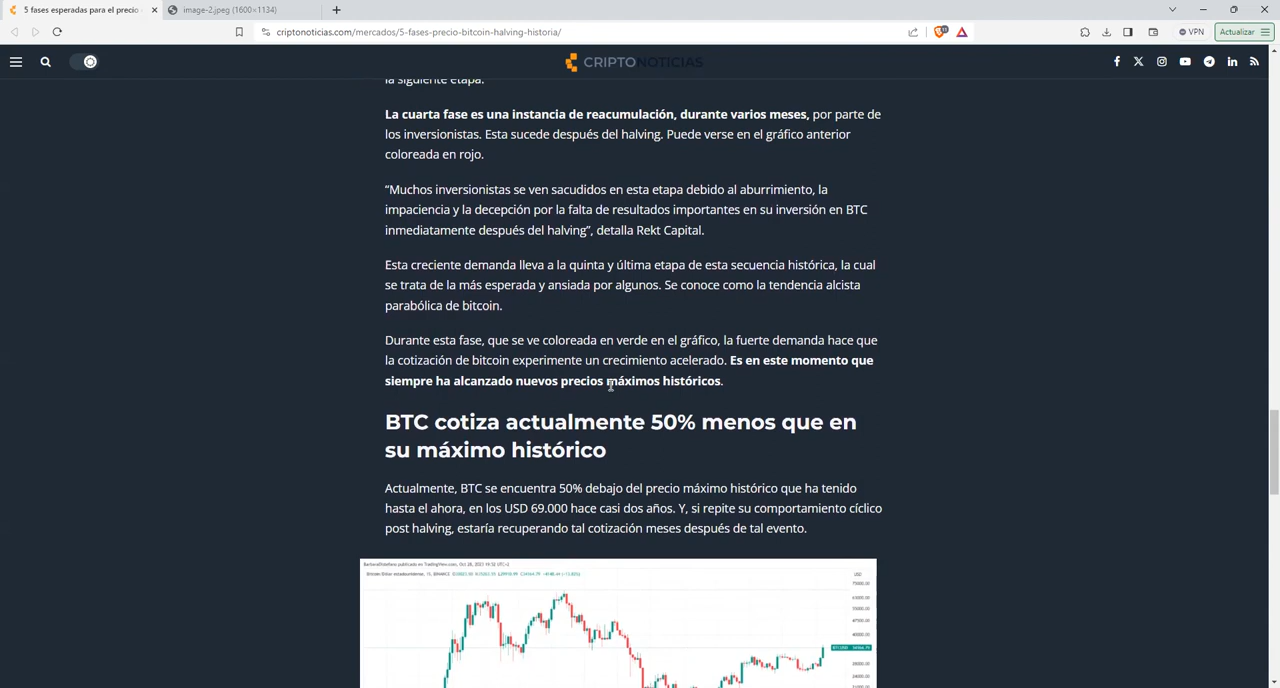 5 fases esperadas para el precio
image-2.jpeg (1600×1134)
criptonoticias.com/mercados/5-fases-precio-bitcoin-halving-historia/
VPN
Actualizar
CRIPTONOTICIAS
la siguiente etapa.
La cuarta fase es una instancia de reacumulación, durante varios meses, por parte de
los inversionistas. Esta sucede después del halving. Puede verse en el gráfico anterior
coloreada en rojo.
“Muchos inversionistas se ven sacudidos en esta etapa debido al aburrimiento, la
impaciencia y la decepción por la falta de resultados importantes en su inversión en BTC
inmediatamente después del halving”, detalla Rekt Capital.
Esta creciente demanda lleva a la quinta y última etapa de esta secuencia histórica, la cual
se trata de la más esperada y ansiada por algunos. Se conoce como la tendencia alcista
parabólica de bitcoin.
Durante esta fase, que se ve coloreada en verde en el gráfico, la fuerte demanda hace que
la cotización de bitcoin experimente un crecimiento acelerado. Es en este momento que
siempre ha alcanzado nuevos precios máximos históricos.
BTC cotiza actualmente 50% menos que en
su máximo histórico
Actualmente, BTC se encuentra 50% debajo del precio máximo histórico que ha tenido
hasta el ahora, en los USD 69.000 hace casi dos años. Y, si repite su comportamiento cíclico
post halving, estaría recuperando tal cotización meses después de tal evento.
USD